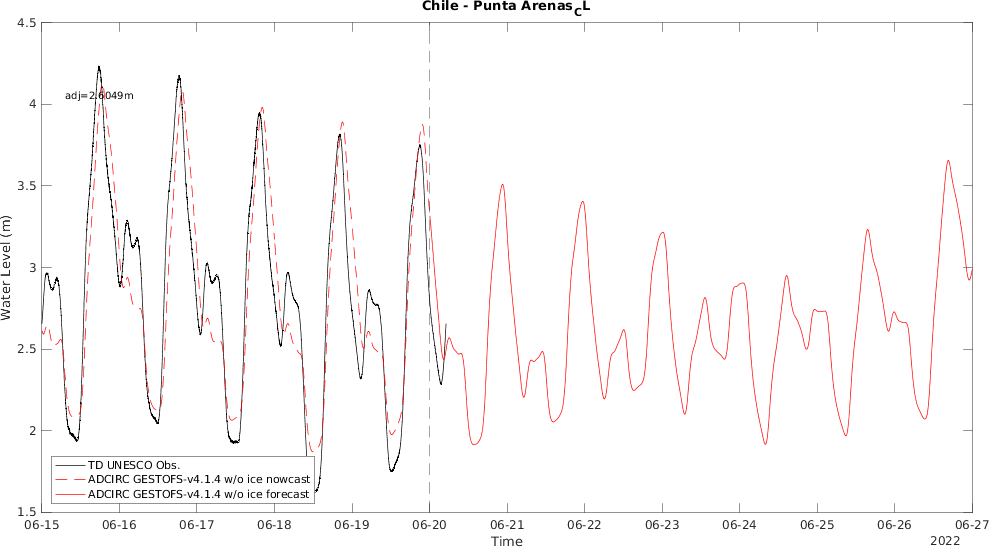 Chile - Punta Arenas_CL
4.5
4
3.5
3
2.5
2
1.5
Water Level (m)
adj=2.6049m
TD UNESCO Obs.
ADCIRC GESTOFS-v4.1.4 w/o ice nowcast
ADCIRC GESTOFS-v4.1.4 w/o ice forecast
06-15 06-16 06-17 06-18 06-19 06-20 06-21 06-22 06-23 06-24 06-25 06-26 06-27
Time
2022